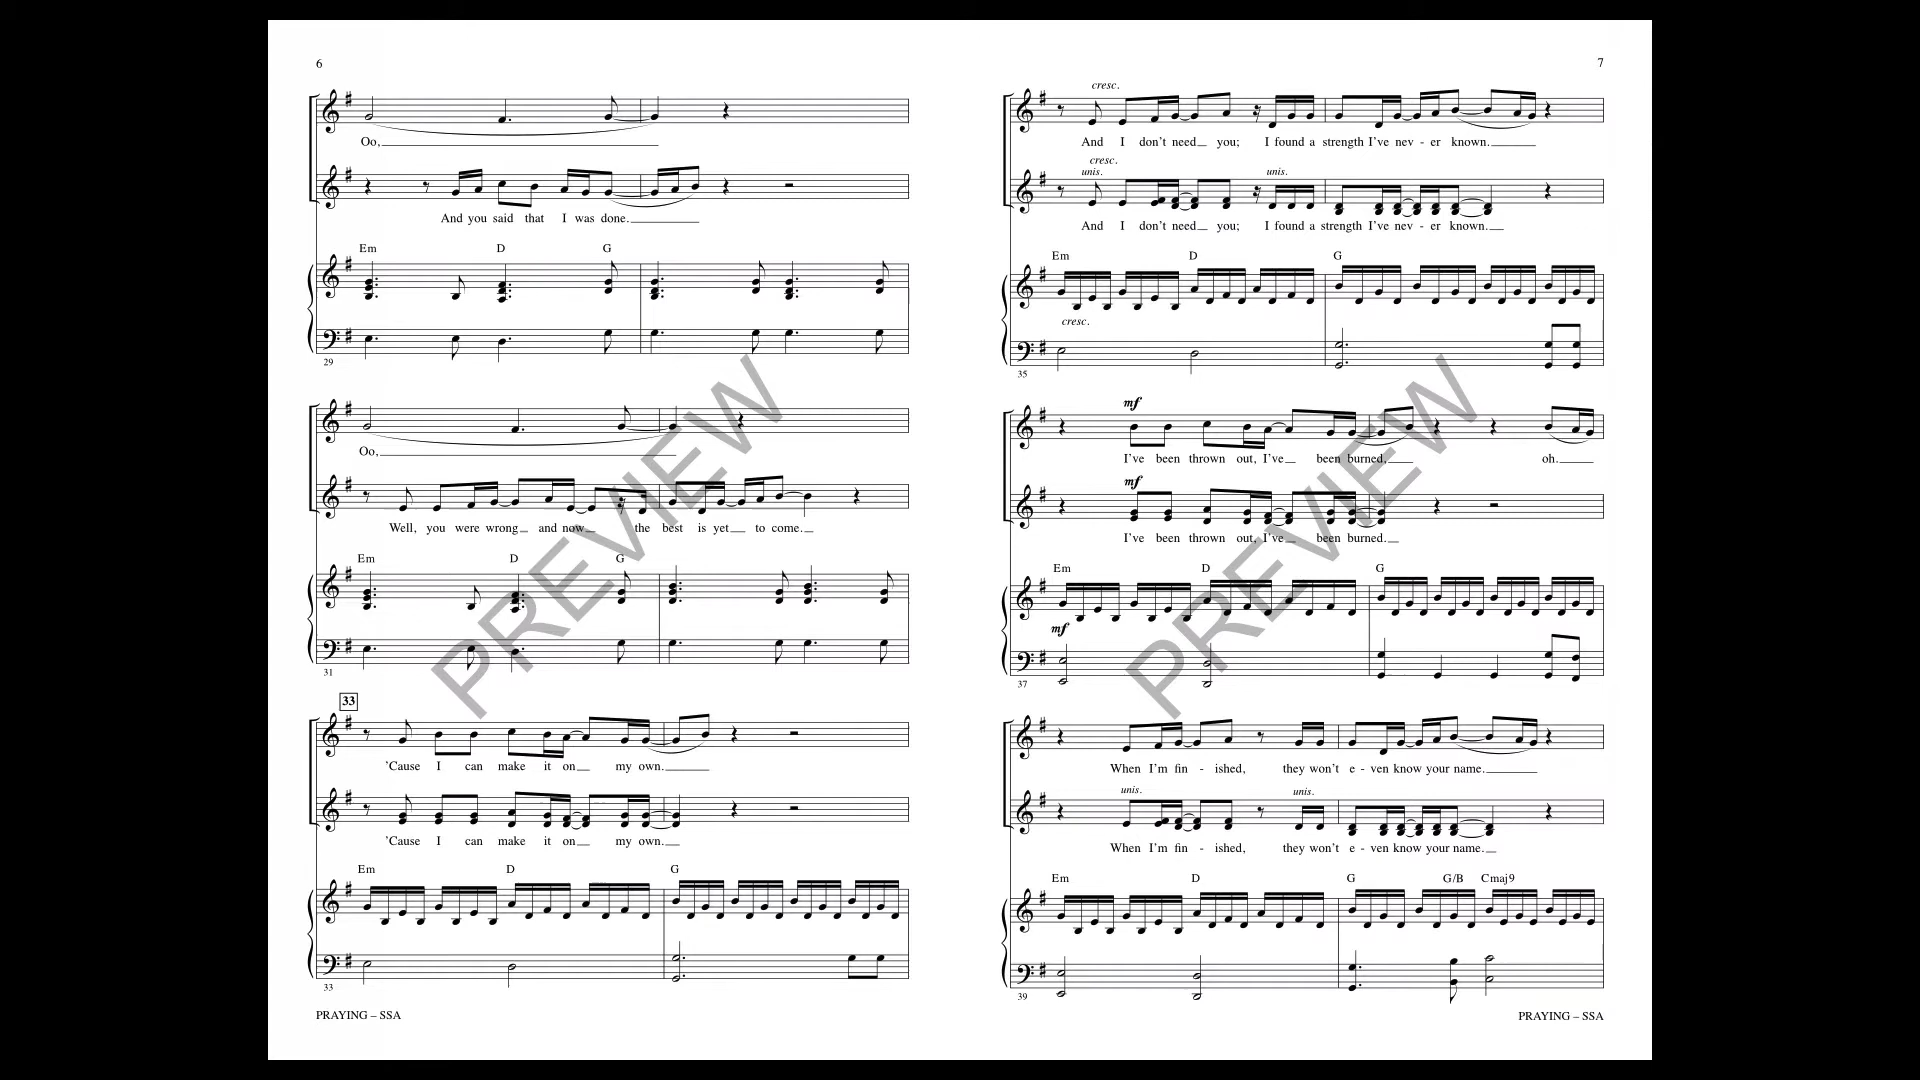 6
Oo,
And you said that I was done.
Em D G
29
Oo,
Well, you were wrong and now the best is yet to come.
Em D G
31
33
'Cause I can make it on my own.
'Cause I can make it on my own.
Em D G
33
PRAYING – SSA
7
cresc.
And I don't need you; I found a strength I've nev - er known.
cresc.
unis. unis.
And I don't need you; I found a strength I've nev - er known.
Em D G
cresc.
35
mf
I've been thrown out, I've been burned, oh.
mf
I've been thrown out, I've been burned.
Em D G
mf
37
When I'm fin - ished, they won't e - ven know your name.
unis. unis.
When I'm fin - ished, they won't e - ven know your name.
Em D G G/B Cmaj9
39
PRAYING – SSA
PREVIEW
PREVIEW